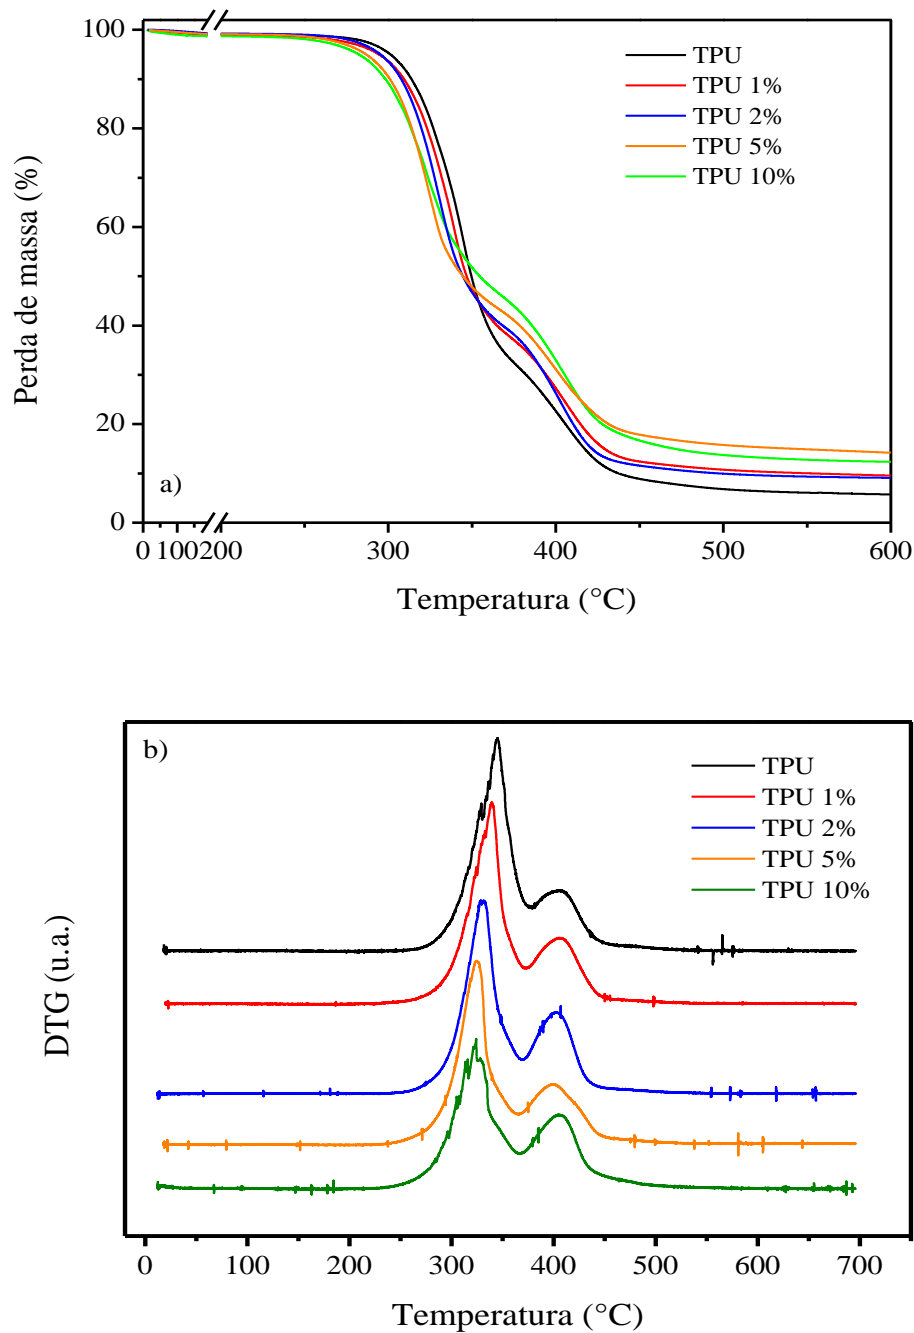 100
80
60
40
20
0
Perda de massa (%)
TPU
TPU 1%
TPU 2%
TPU 5%
TPU 10%
a)
0 100 200 300 400 500 600
Temperatura (°C)
b)
TPU
TPU 1%
TPU 2%
TPU 5%
TPU 10%
DTG (u.a.)
0 100 200 300 400 500 600 700
Temperatura (°C)